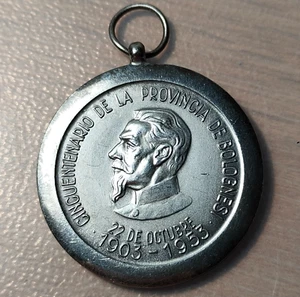 CINCUENTENARIO DE LA PROVINCIA DE BOLOGNESI
22 DE OCTUBRE
1903-1953